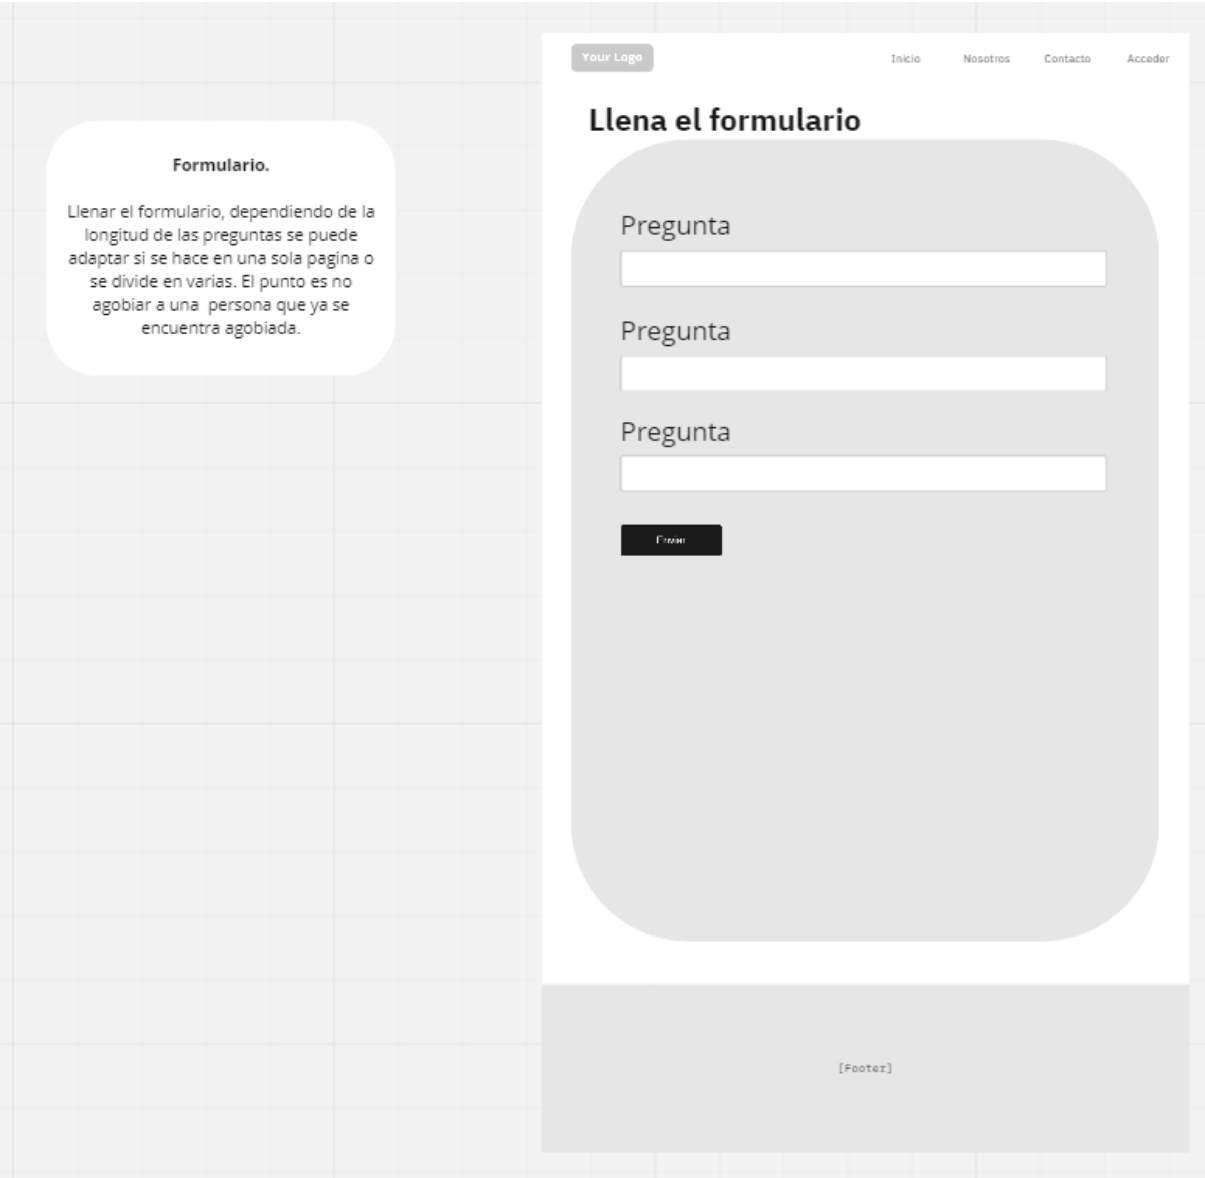 Formulario.
Llenar el formulario, dependiendo de la
longitud de las preguntas se puede
adaptar si se hace en una sola pagina o
se divide en varias. El punto es no
agobiar a una  persona que ya se
encuentra agobiada.
Your Logo
Inicio Nosotros Contacto Acceder
Llena el formulario
Pregunta
Pregunta
Pregunta
Enviar
[Footer]